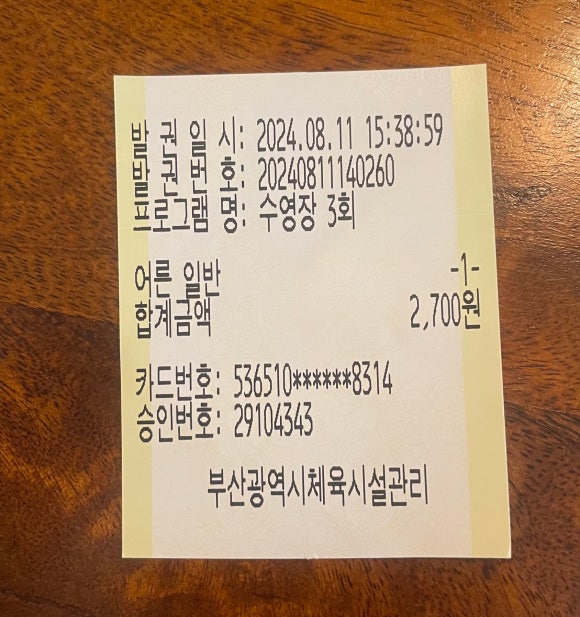 발 권 일 시: 2024.08.11 15:38:59
발 권 번 호: 20240811140260
프로그램 명: 수영장 3회
어른 일반 -1-
합계금액 2,700원
카드번호: 536510******8314
승인번호: 29104343
부산광역시체육시설관리